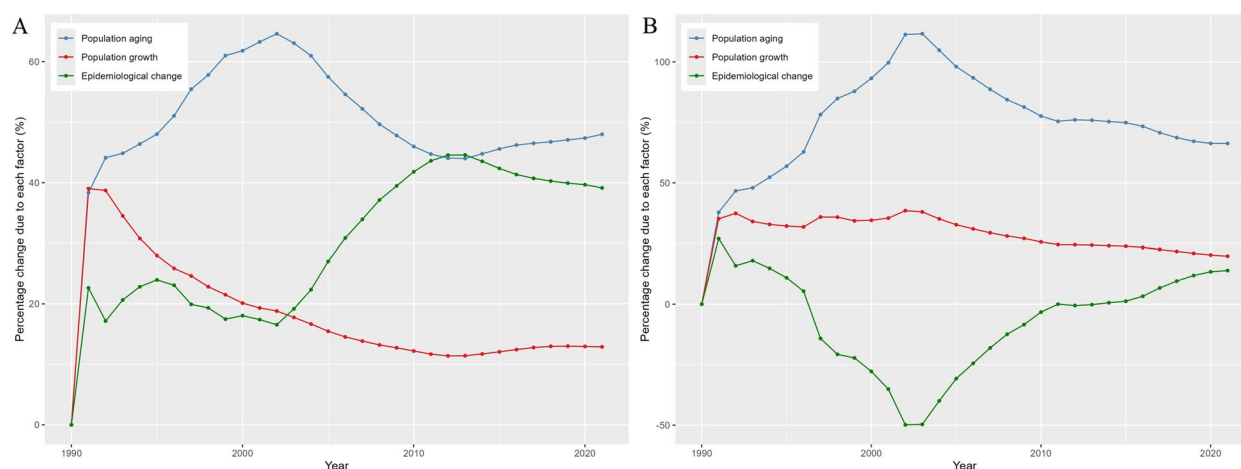 A
Population aging
Population growth
Epidemiological change
Percentage change due to each factor (%)
60
40
20
0
1990
2000
2010
2020
Year
B
Population aging
Population growth
Epidemiological change
Percentage change due to each factor (%)
100
50
0
-50
1990
2000
2010
2020
Year